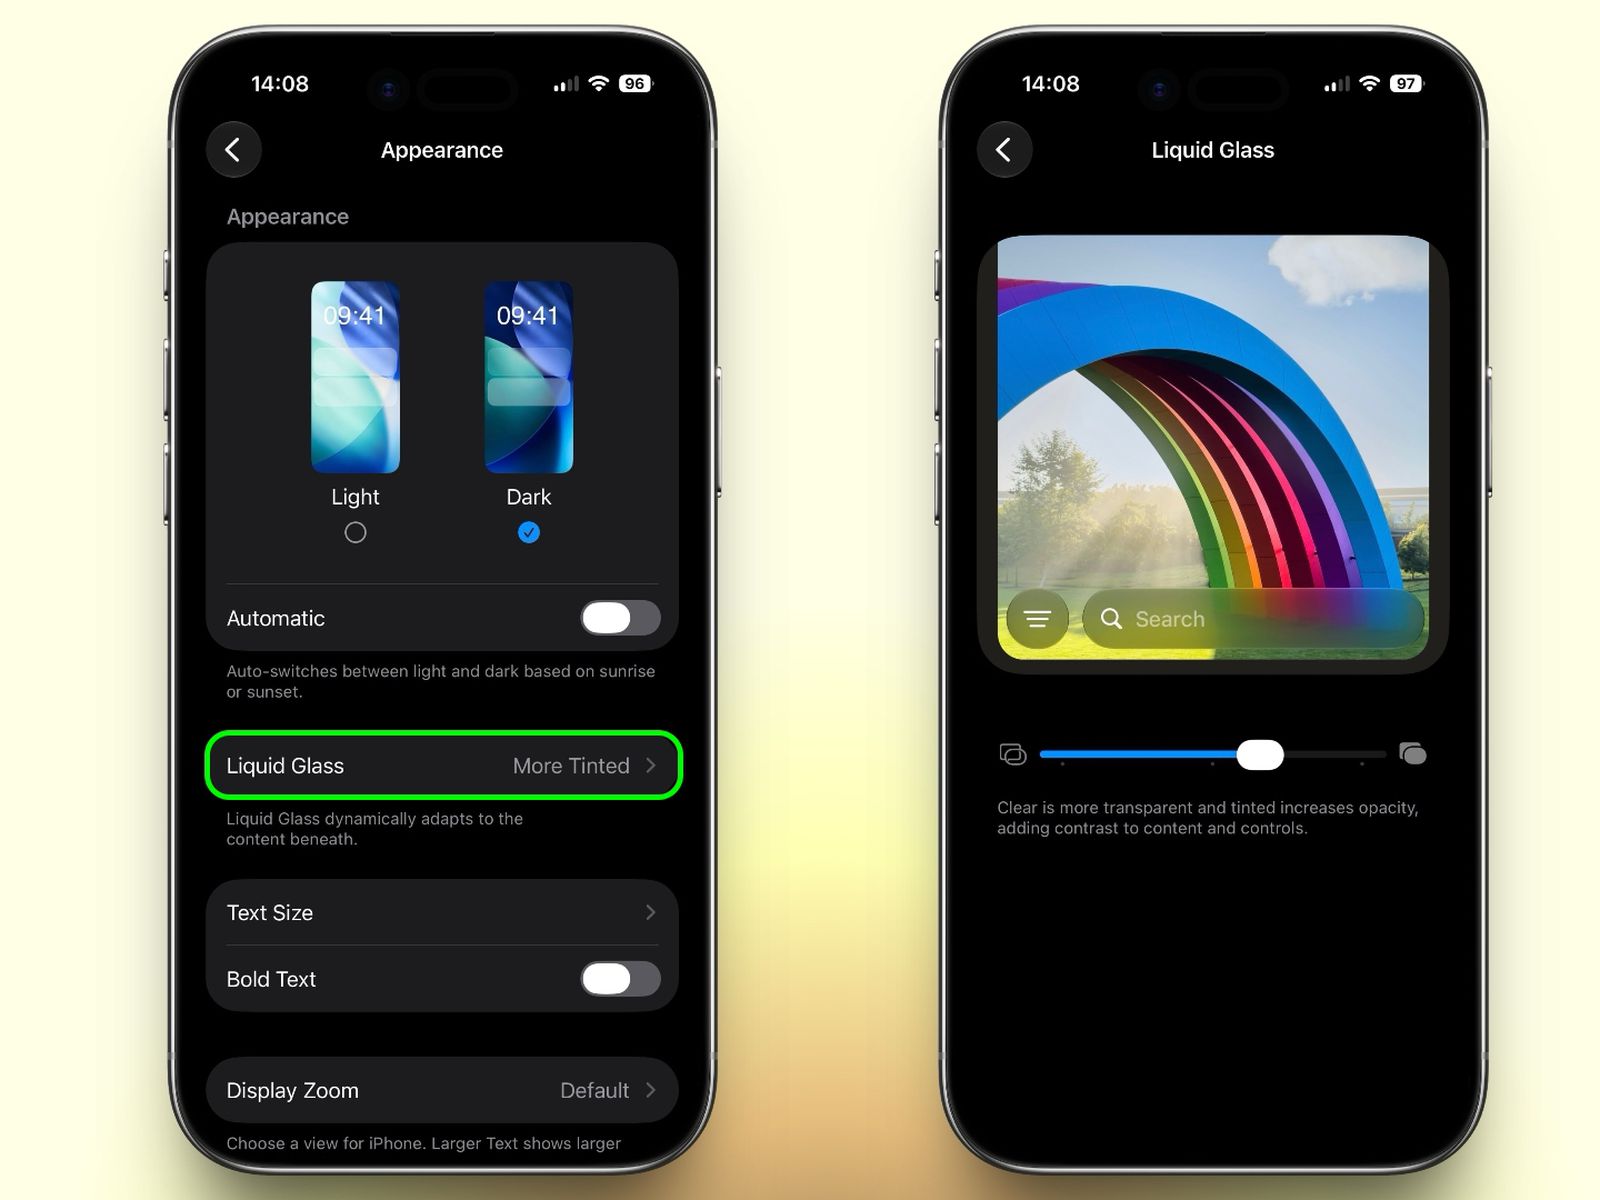 14:08
96
Appearance
Appearance
09:41
09:41
Light
Dark
Automatic
Auto-switches between light and dark based on sunrise
or sunset.
Liquid Glass
More Tinted
Liquid Glass dynamically adapts to the
content beneath.
Text Size
Bold Text
Display Zoom
Default
Choose a view for iPhone. Larger Text shows larger
14:08
97
Liquid Glass
Search
Clear is more transparent and tinted increases opacity,
adding contrast to content and controls.